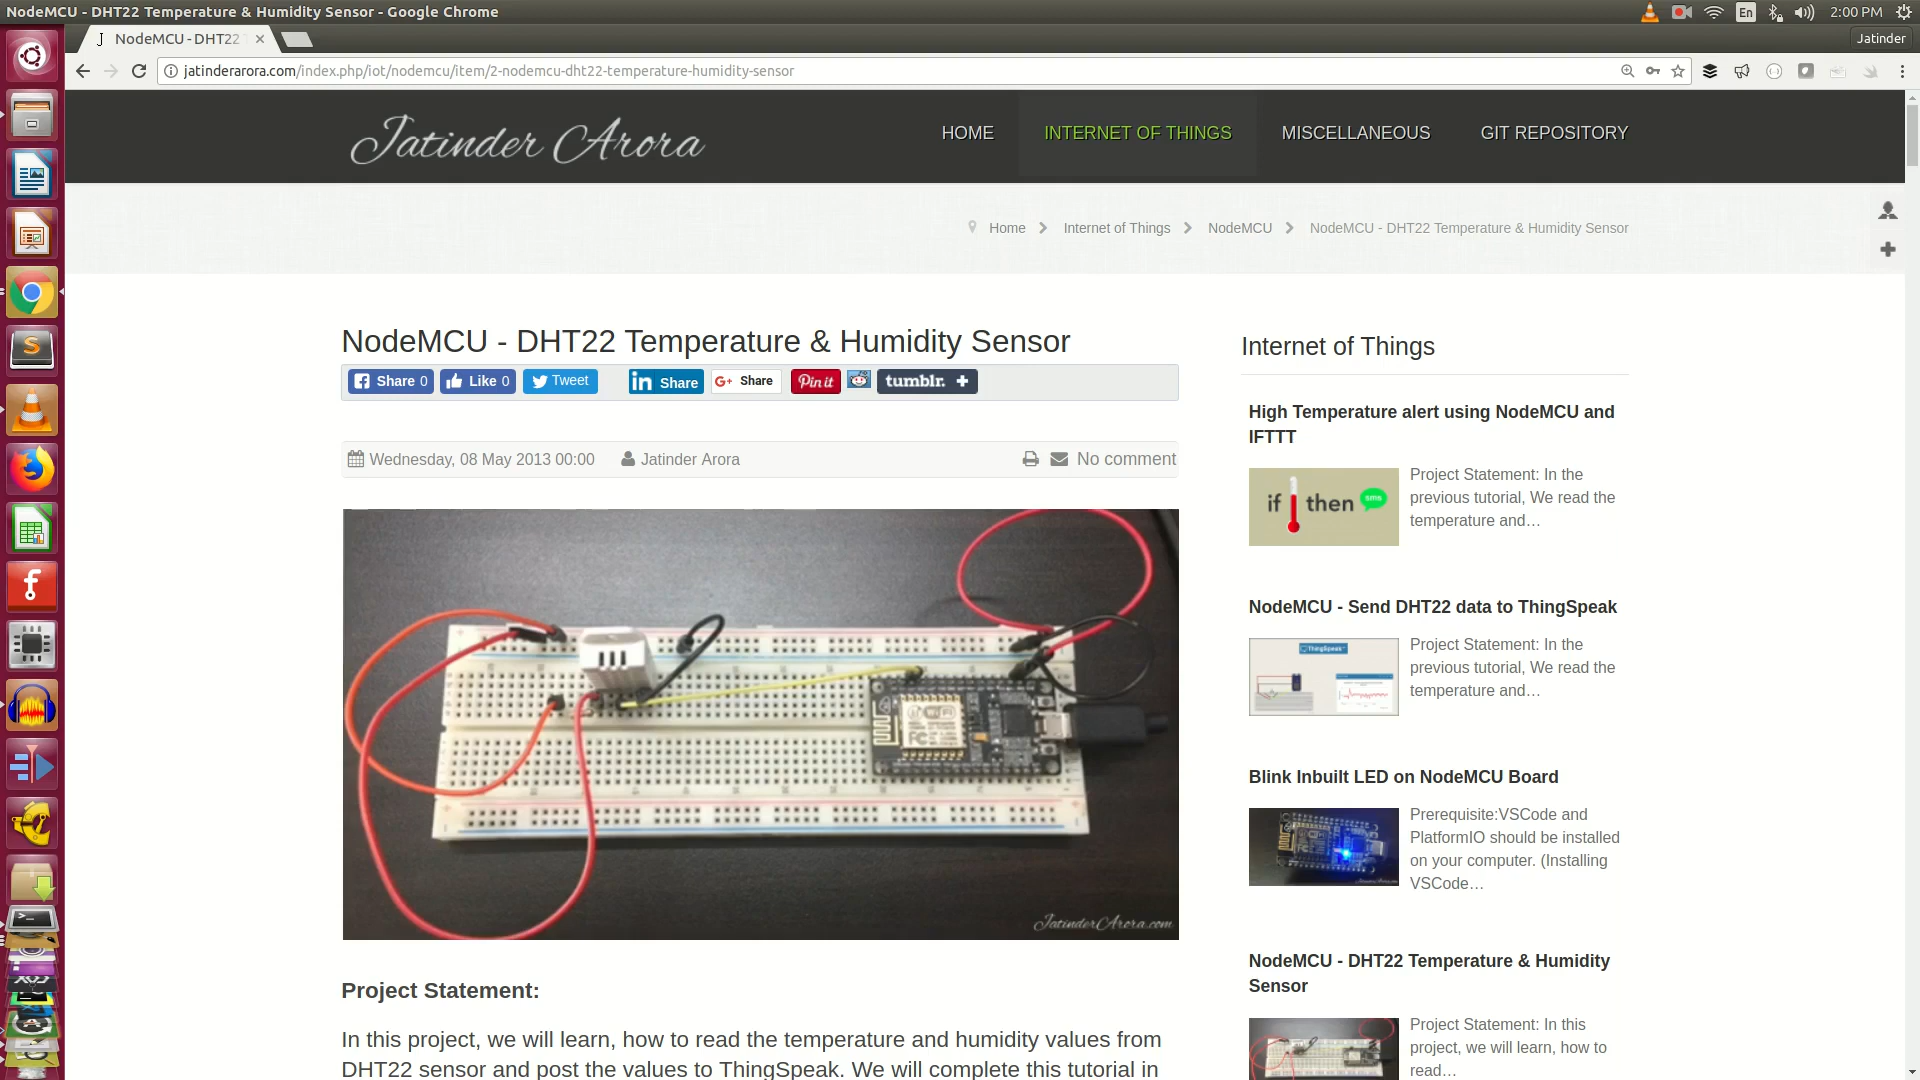 NodeMCU - DHT22 Temperature & Humidity Sensor - Google Chrome
En
2:00 PM
NodeMCU - DHT22
Jatinder
jatinderarora.com/index.php/iot/nodemcu/item/2-nodemcu-dht22-temperature-humidity-sensor
Jatinder Arora
HOME
INTERNET OF THINGS
MISCELLANEOUS
GIT REPOSITORY
Home
Internet of Things
NodeMCU
NodeMCU - DHT22 Temperature & Humidity Sensor
NodeMCU - DHT22 Temperature & Humidity Sensor
Share 0
Like 0
Tweet
in Share
G+ Share
Pin it
tumblr. +
Wednesday, 08 May 2013 00:00
Jatinder Arora
No comment
JatinderArora.com
Project Statement:
In this project, we will learn, how to read the temperature and humidity values from
DHT22 sensor and post the values to ThingSpeak. We will complete this tutorial in
Internet of Things
High Temperature alert using NodeMCU and
IFTTT
if then sms
Project Statement: In the
previous tutorial, We read the
temperature and…
NodeMCU - Send DHT22 data to ThingSpeak
ThingSpeak
Project Statement: In the
previous tutorial, We read the
temperature and…
Blink Inbuilt LED on NodeMCU Board
Prerequisite:VSCode and
PlatformIO should be installed
on your computer. (Installing
VSCode…
NodeMCU - DHT22 Temperature & Humidity
Sensor
Project Statement: In this
project, we will learn, how to
read…